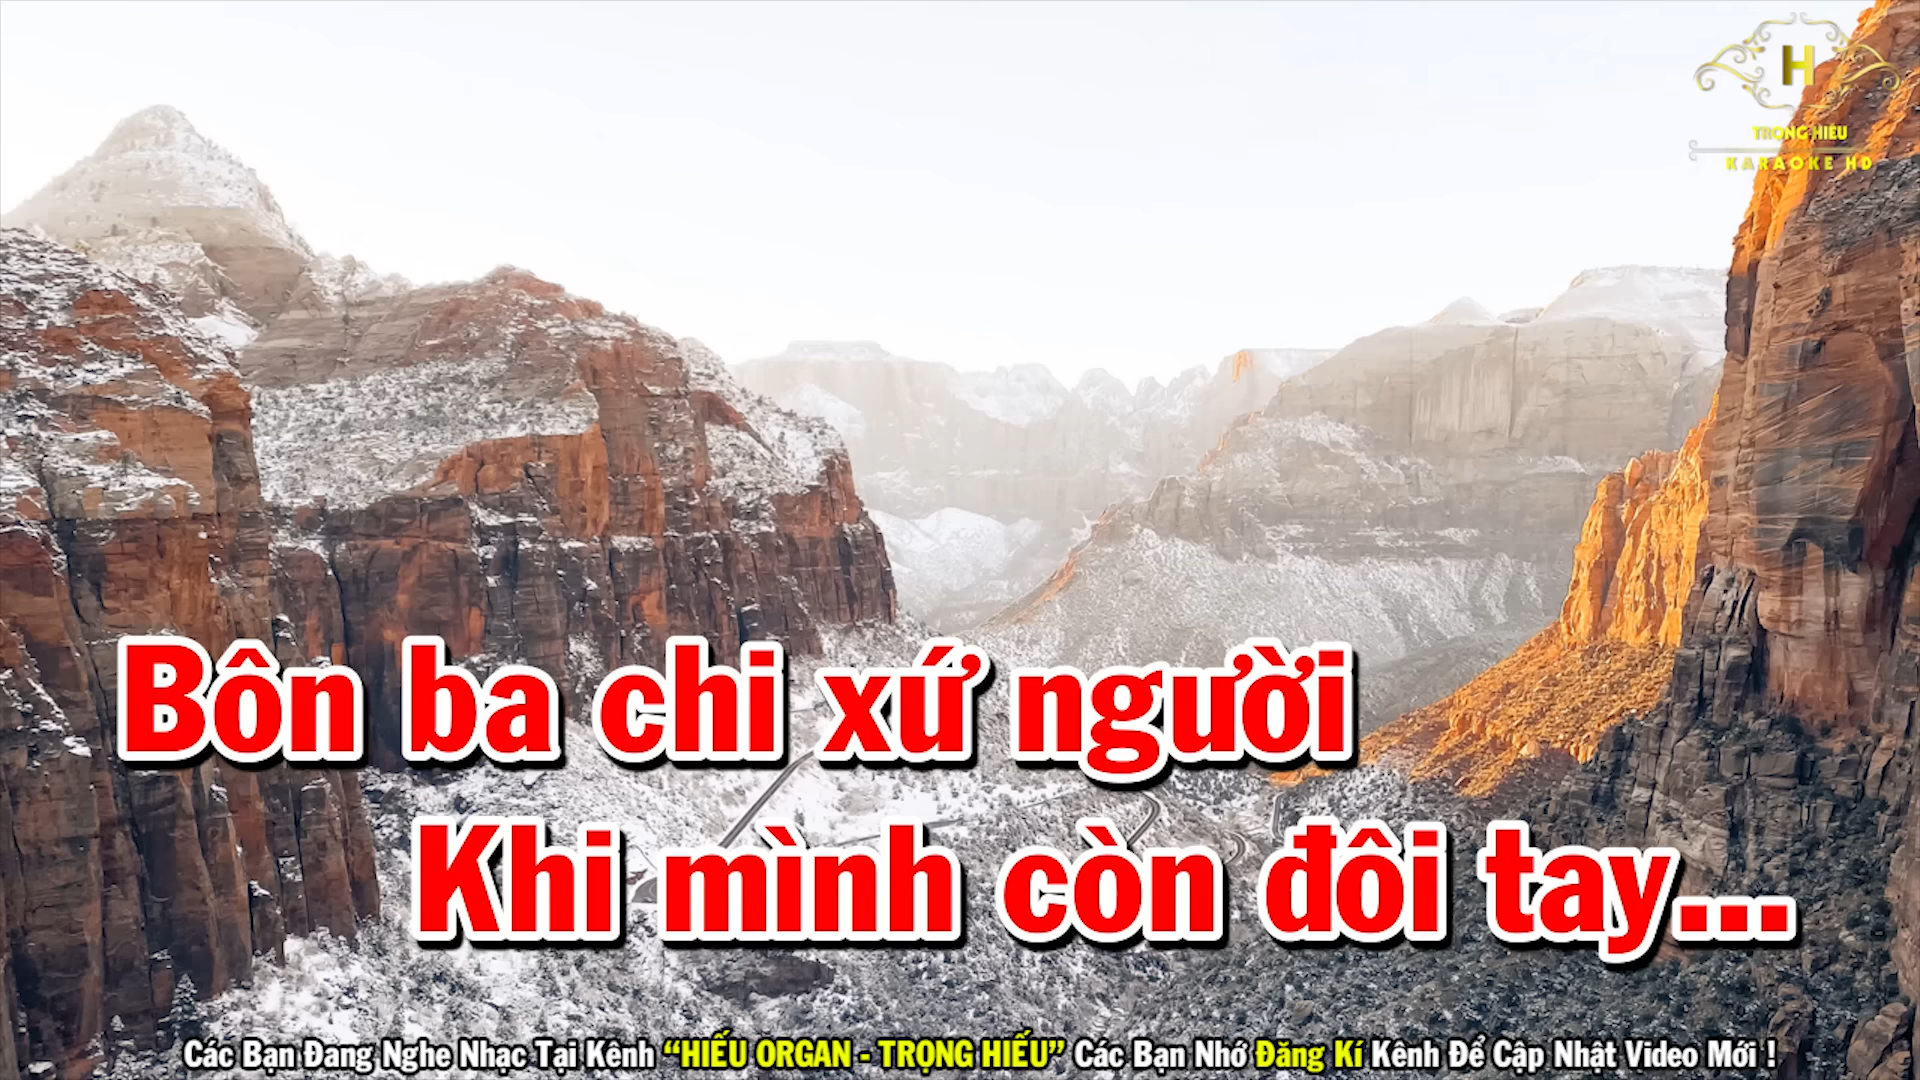 H
TRỌNG HIẾU
KARAOKE HD
Bôn ba chi xứ người
Khi mình còn đôi tay...
Các Bạn Đang Nghe Nhạc Tại Kênh “HIẾU ORGAN - TRỌNG HIẾU” Các Bạn Nhớ Đăng Kí Kênh Để Cập Nhật Video Mới !